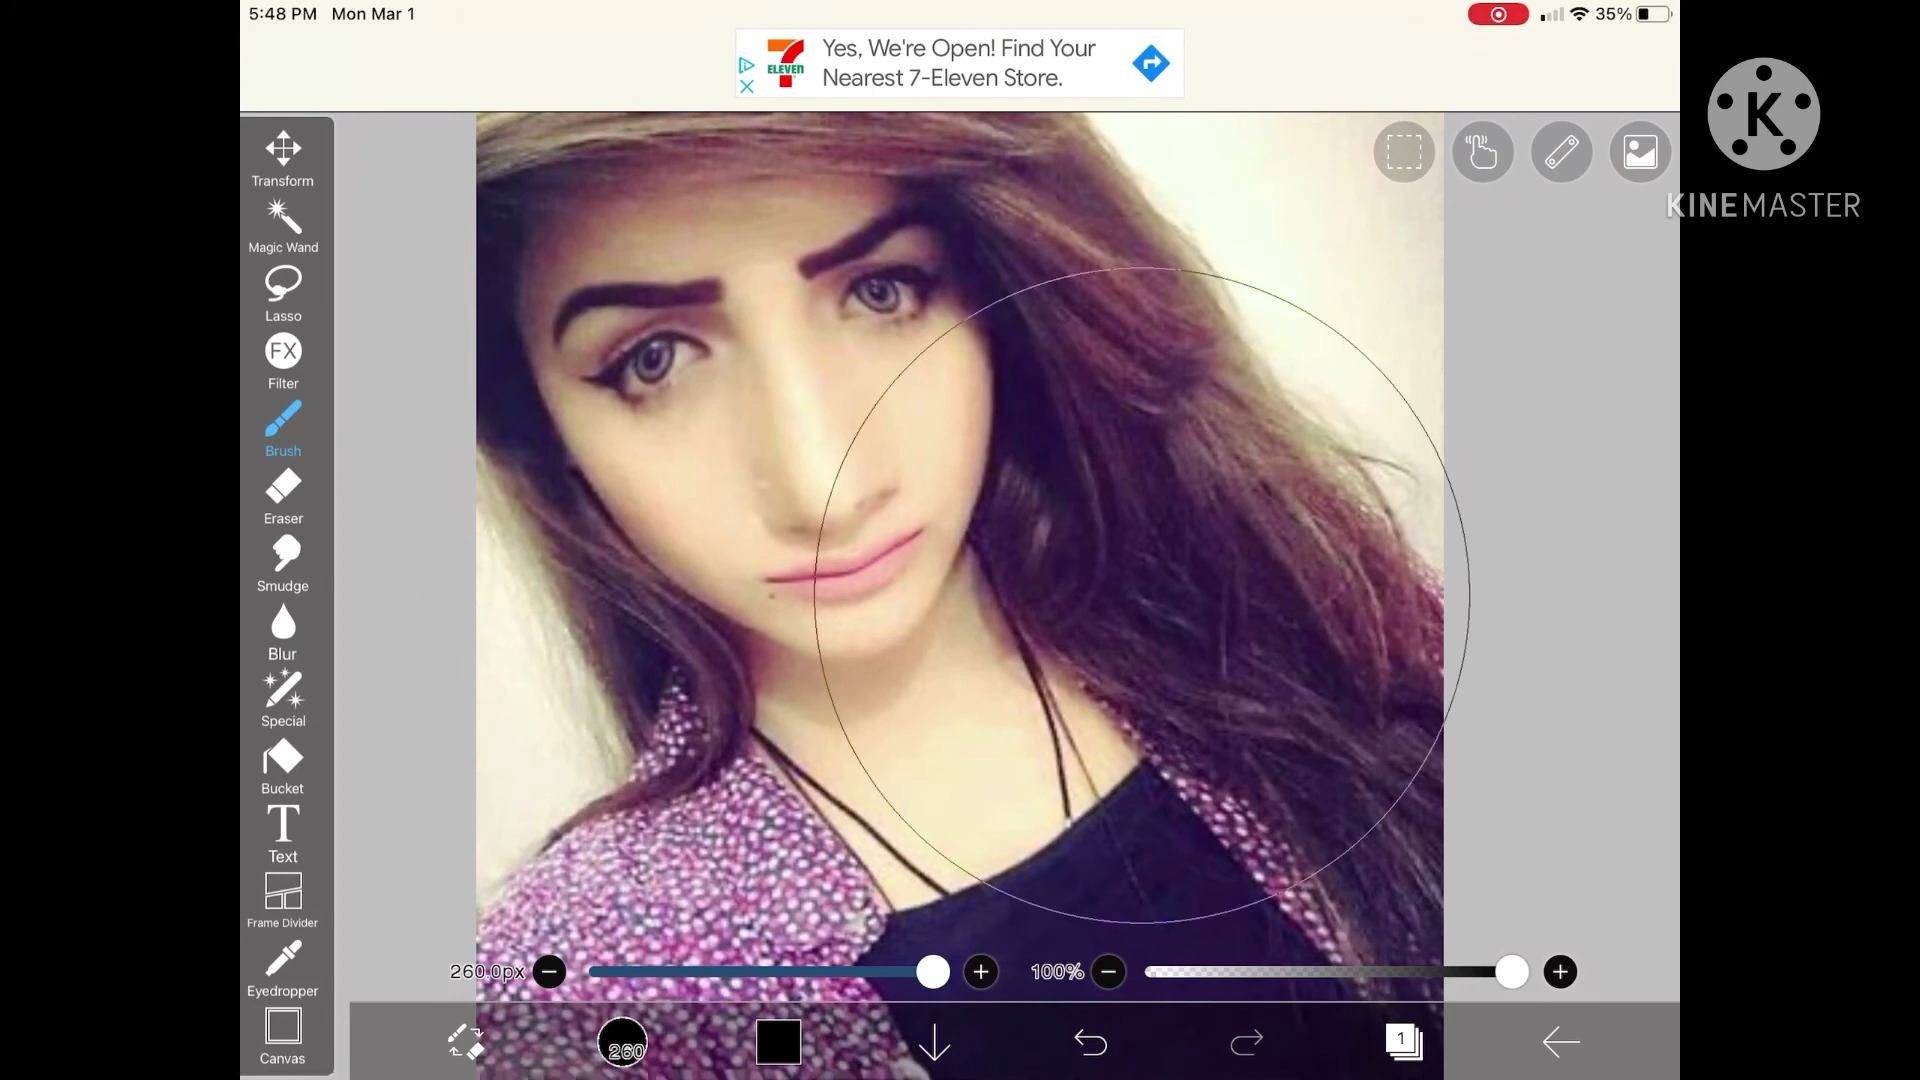 5:48 PM Mon Mar 1
35%
7
ELEVEN
Yes, We're Open! Find Your
Nearest 7-Eleven Store.
K
KINEMASTER
Transform
Magic Wand
Lasso
FX
Filter
Brush
Eraser
Smudge
Blur
Special
Bucket
T
Text
Frame Divider
Eyedropper
Canvas
260.0px
100%
260
1